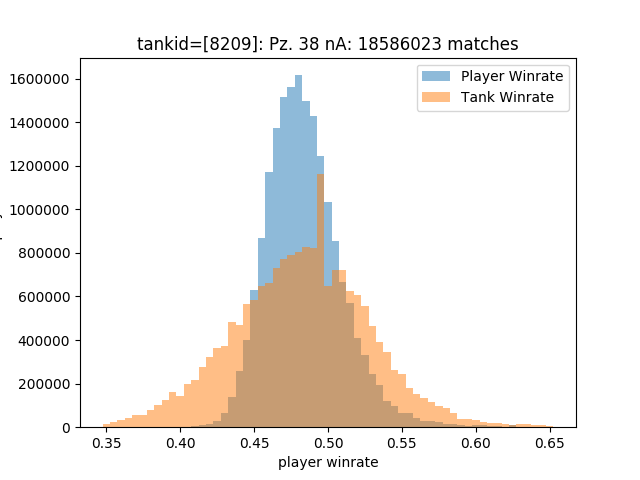 tankid=[8209]: Pz. 38 nA: 18586023 matches
Player Winrate
Tank Winrate
1600000
1400000
1200000
1000000
800000
600000
400000
200000
0
0.35 0.40 0.45 0.50 0.55 0.60 0.65
player winrate